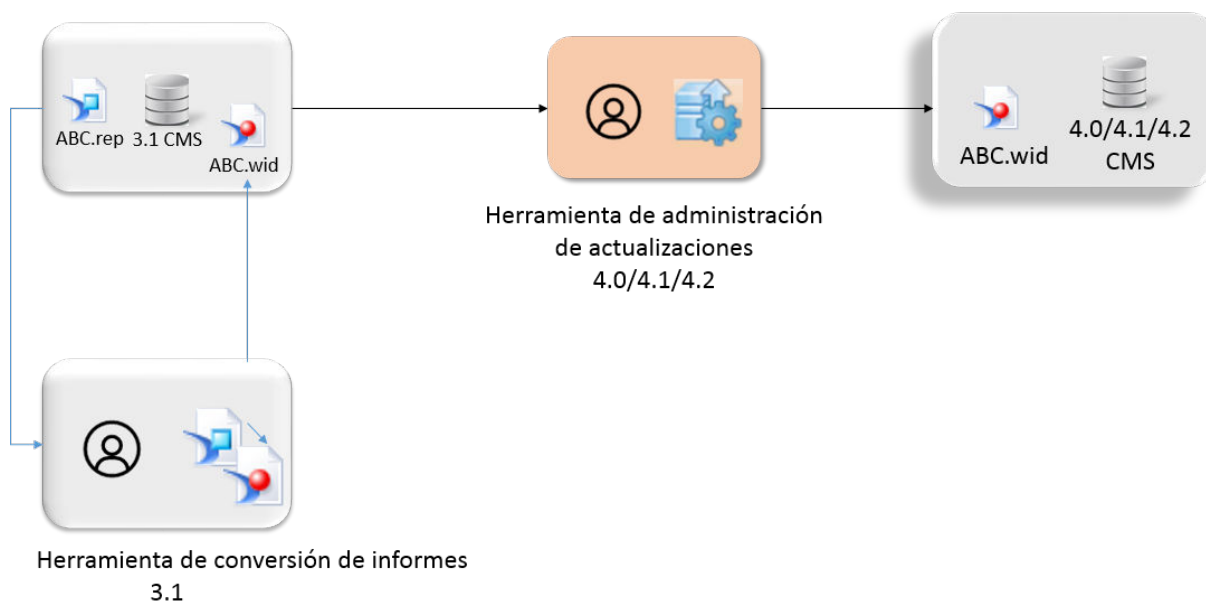 ABC.rep
3.1 CMS
ABC.wid
Herramienta de administración
de actualizaciones
4.0/4.1/4.2
ABC.wid
4.0/4.1/4.2
CMS
Herramienta de conversión de informes
3.1